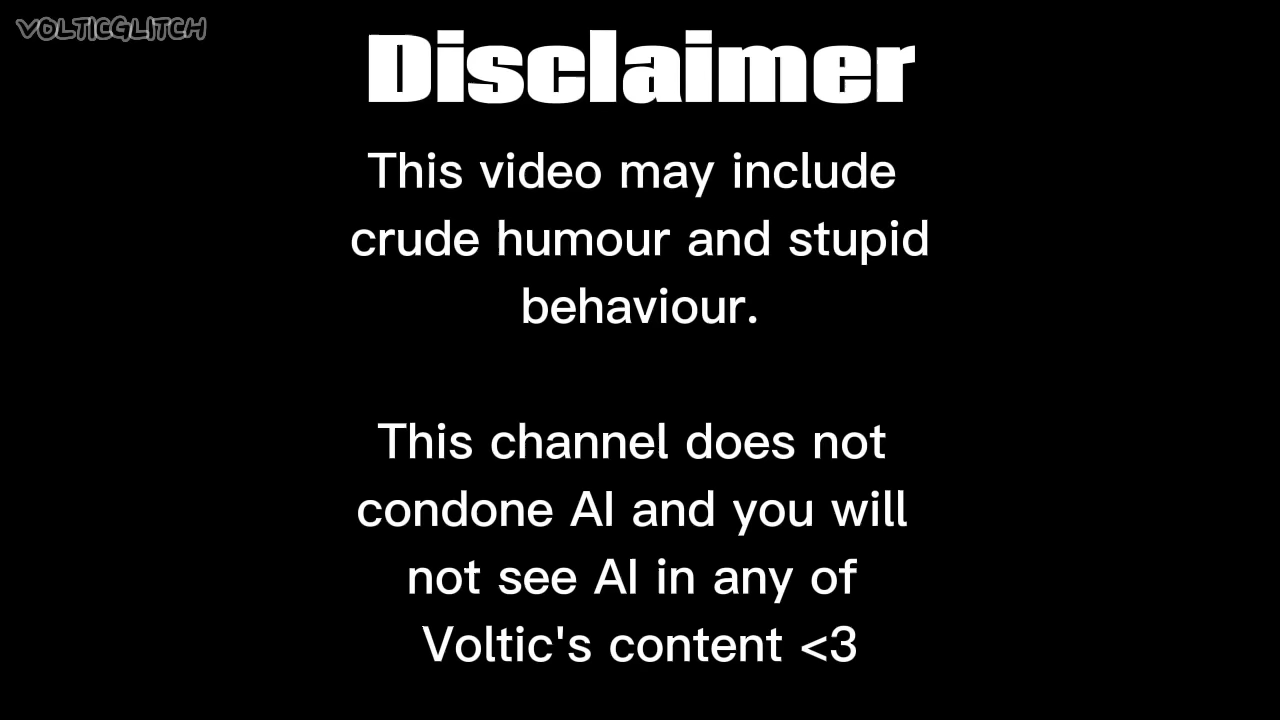 VOLTICGLITCH
Disclaimer
This video may include
crude humour and stupid
behaviour.
This channel does not
condone AI and you will
not see AI in any of
Voltic's content <3